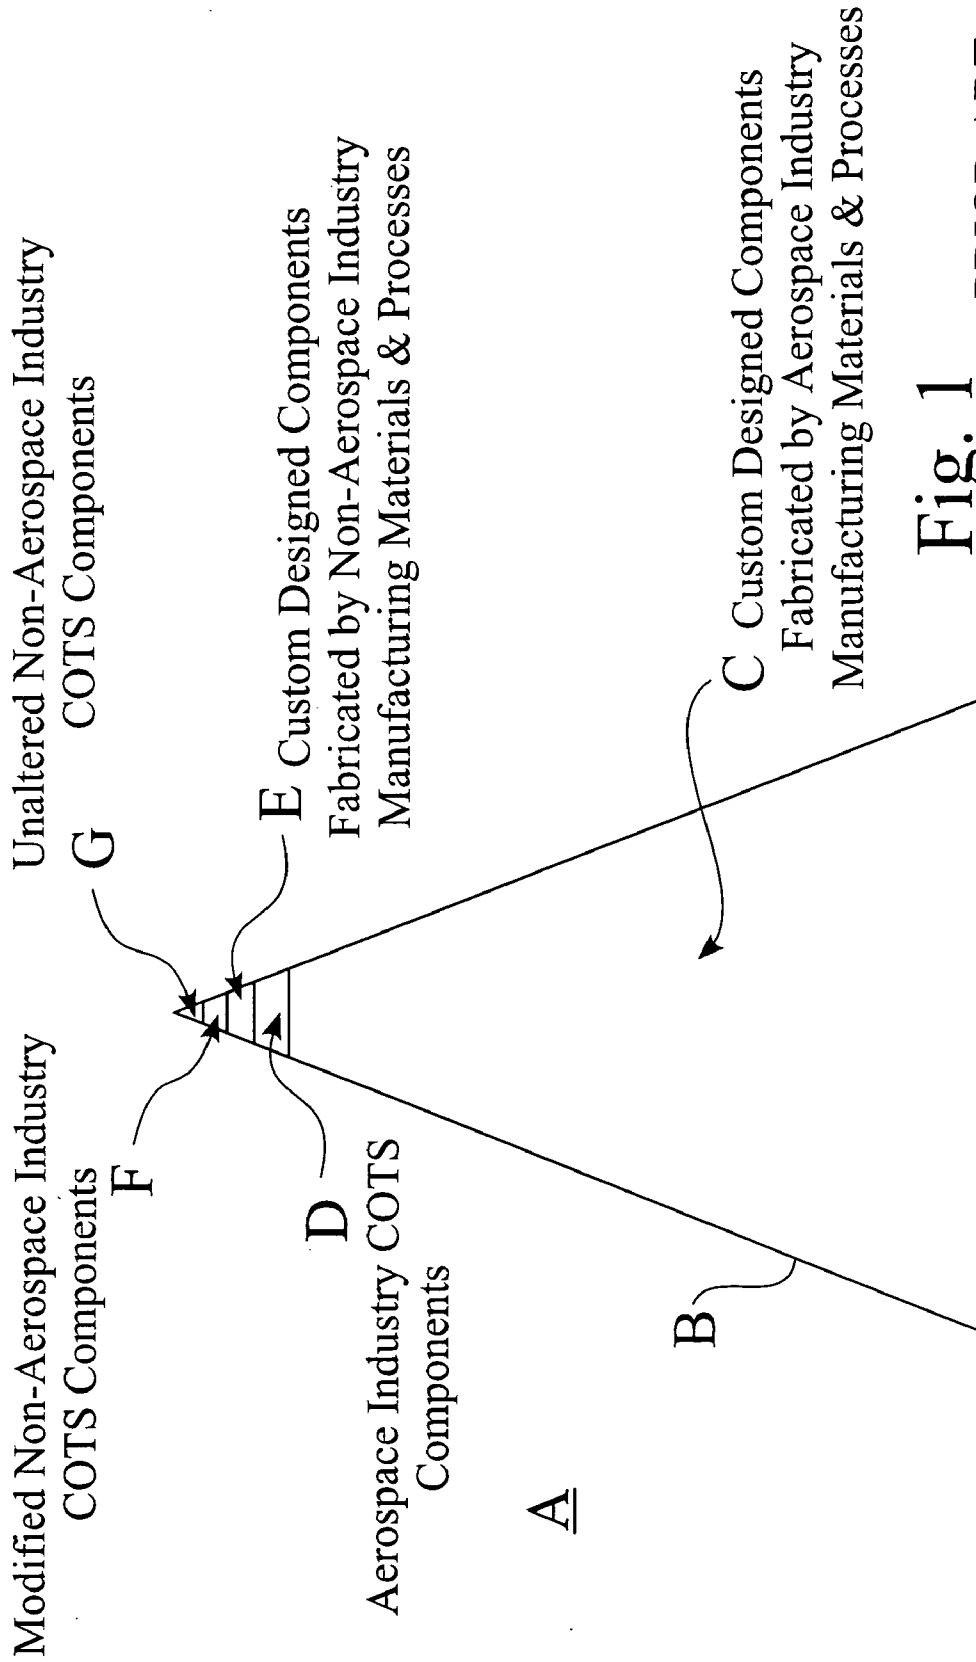 Modified Non-Aerospace Industry
COTS Components
F
Unaltered Non-Aerospace Industry
COTS Components
G
D
Aerospace Industry COTS
Components
E Custom Designed Components
Fabricated by Non-Aerospace Industry
Manufacturing Materials & Processes
A
B
C Custom Designed Components
Fabricated by Aerospace Industry
Manufacturing Materials & Processes
Fig. 1